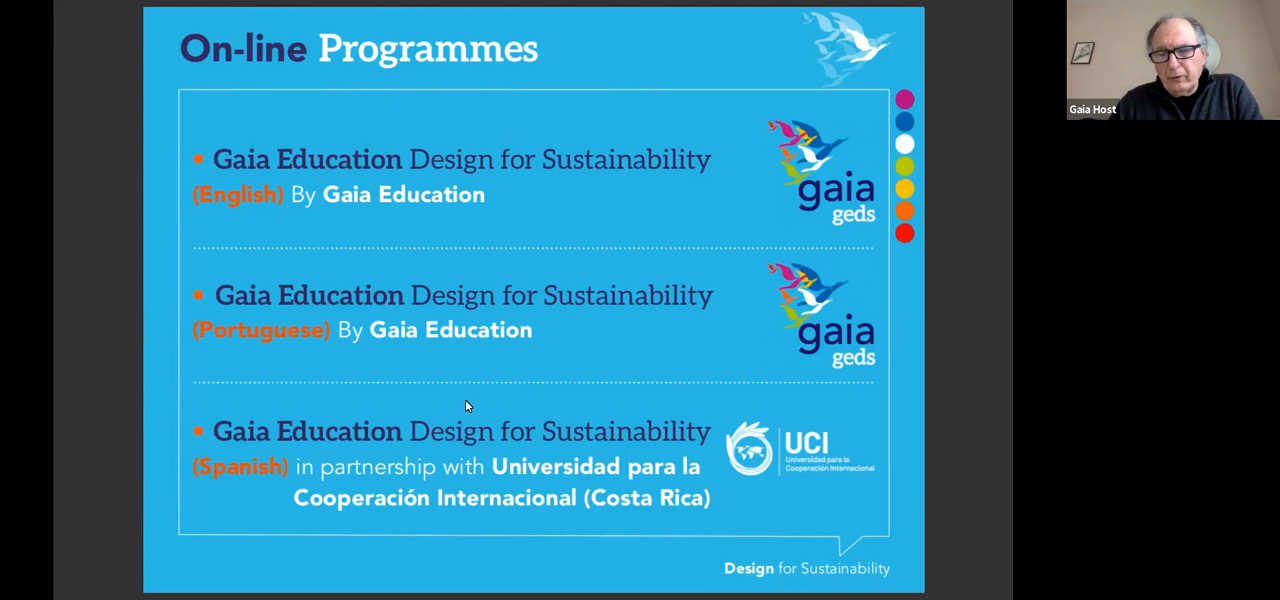 On-line Programmes
• Gaia Education Design for Sustainability
(English) By Gaia Education
gaia
geds
• Gaia Education Design for Sustainability
(Portuguese) By Gaia Education
gaia
geds
• Gaia Education Design for Sustainability
(Spanish) in partnership with Universidad para la
Cooperación Internacional (Costa Rica)
UCI
Universidad para la
Cooperación Internacional
Design for Sustainability
Gaia Host